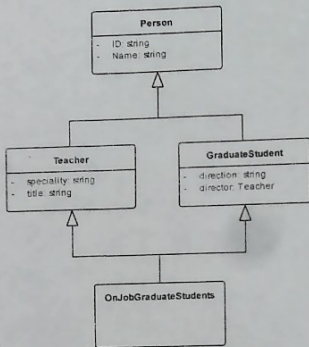 Person
- ID: string
- Name: string
Teacher
- speciality: string
- title: string
GraduateStudent
- direction: string
- director: Teacher
OnJobGraduateStudents